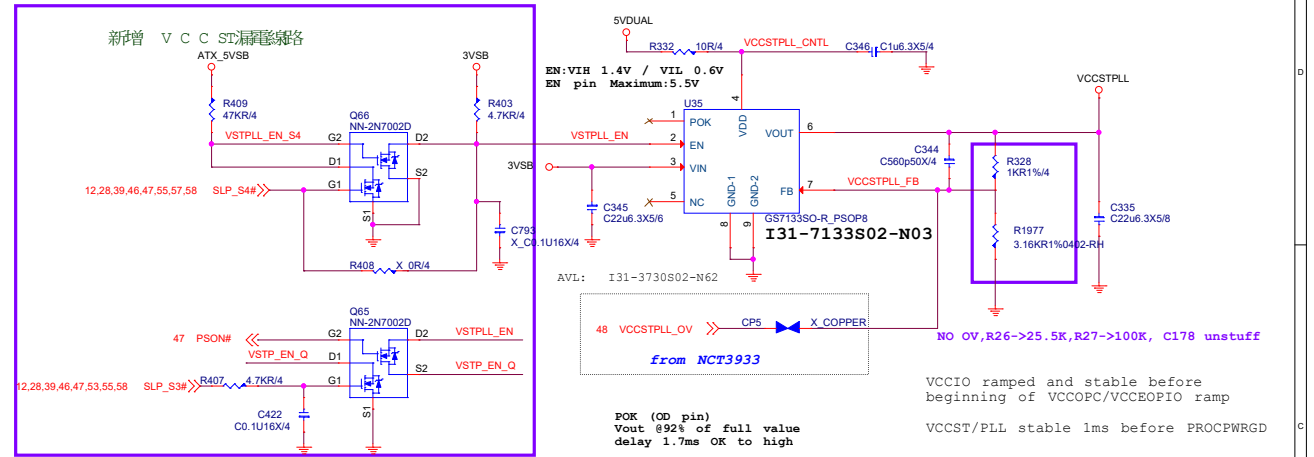 新增 V C C ST漏電線路
ATX_5VSB
3VSB
R409
47KR/4
R403
4.7KR/4
Q66
NN-2N7002D
VSTPLL_EN_S4
G2
D2
D1
S2
12,28,39,46,47,55,57,58
SLP_S4#
G1
S1
C793
X_C0.1U16X/4
R408
X_0R/4
VSTPLL_EN
Q65
NN-2N7002D
47
PSON#
G2
D2
VSTPLL_EN
VSTP_EN_Q
D1
S2
VSTP_EN_Q
12,28,39,46,47,53,55,58
SLP_S3#
R407
4.7KR/4
G1
S1
C422
C0.1U16X/4
5VDUAL
R332
10R/4
VCCSTPLL_CNTL
C346
C1u6.3X5/4
EN:VIH 1.4V / VIL 0.6V
EN pin Maximum:5.5V
U35
4
VDD
1
POK
VOUT
6
2
EN
3VSB
3
VIN
FB
7
5
NC
GND-1
GND-2
8
9
C345
C22u6.3X5/6
GS7133SO-R_PSOP8
I31-7133S02-N03
AVL: I31-3730S02-N62
VCCSTPLL
C344
C560p50X/4
VCCSTPLL_FB
R328
1KR1%/4
R1977
3.16KR1%0402-RH
C335
C22u6.3X5/8
48
VCCSTPLL_OV
CP5
X_COPPER
from NCT3933
NO OV,R26->25.5K,R27->100K, C178 unstuff
VCCIO ramped and stable before
beginning of VCCOPC/VCCEOPIO ramp
VCCST/PLL stable 1ms before PROCPWRGD
POK (OD pin)
Vout @92% of full value
delay 1.7ms OK to high
D
C